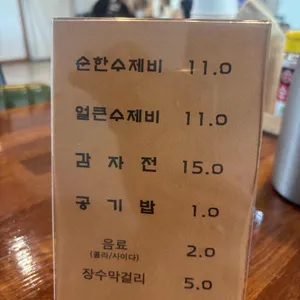 순한수제비 11.0
얼큰수제비 11.0
감자전 15.0
공기밥 1.0
음료 2.0
(콜라/사이다)
장수막걸리 5.0